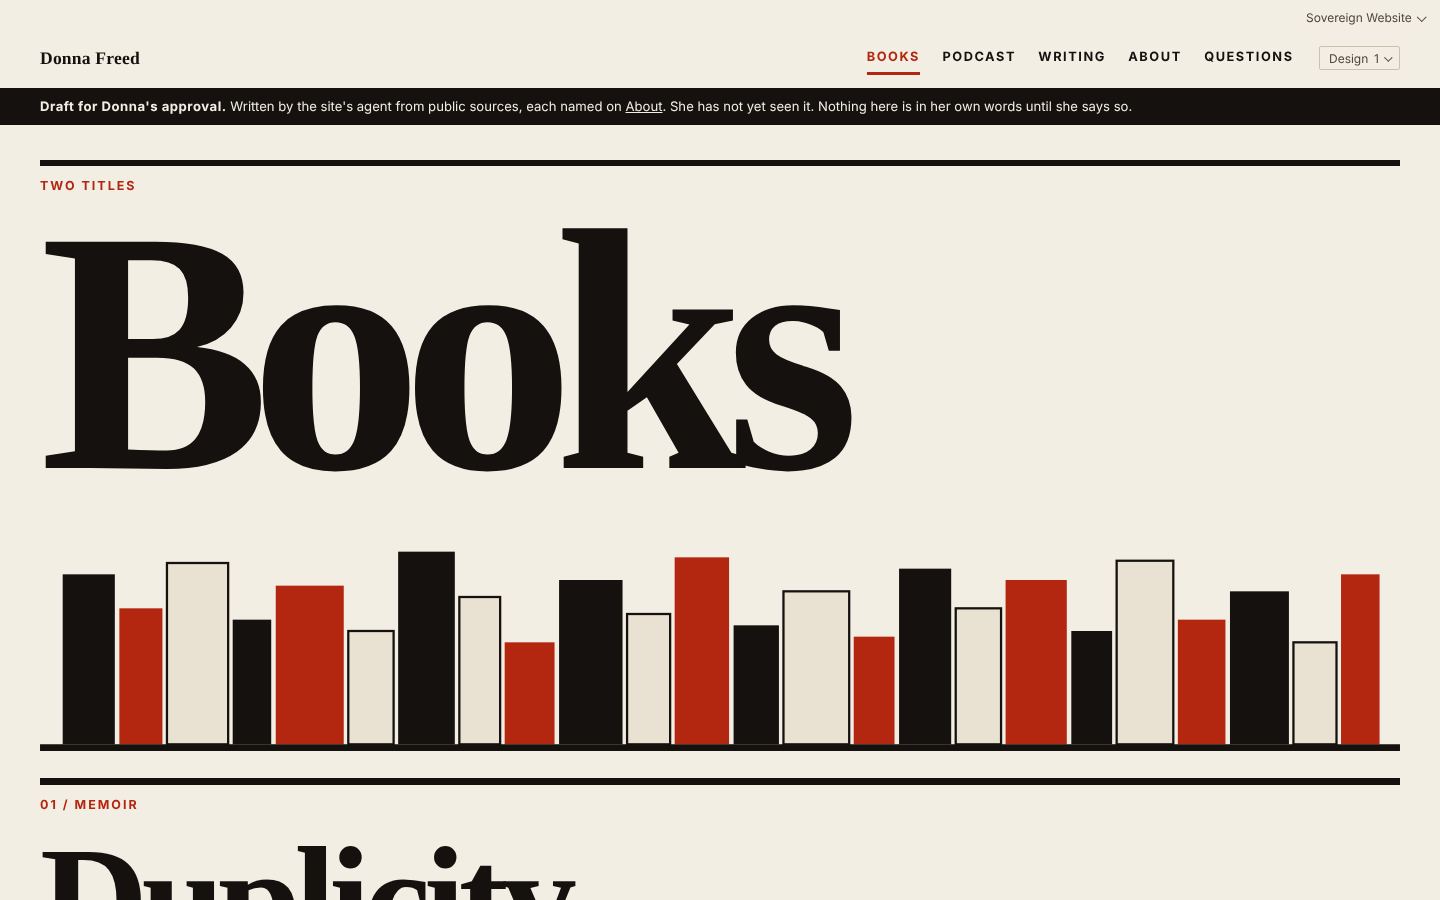 Sovereign Website
Donna Freed
BOOKS PODCAST WRITING ABOUT QUESTIONS Design 1
Draft for Donna's approval. Written by the site's agent from public sources, each named on About. She has not yet seen it. Nothing here is in her own words until she says so.
TWO TITLES
Books
01 / MEMOIR
Duplicity